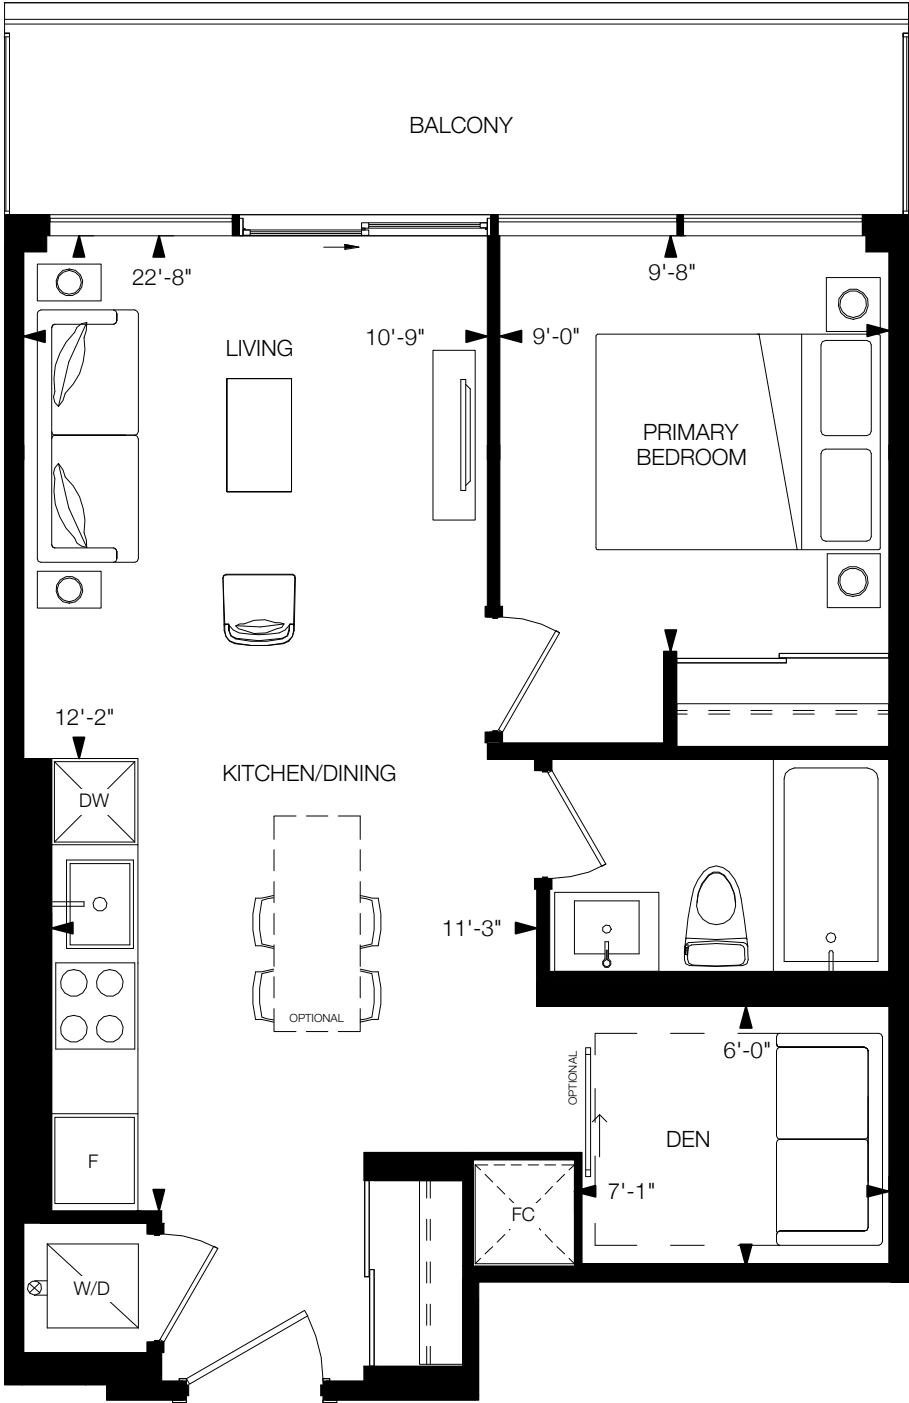 BALCONY
22'-8"
9'-8"
10'-9"
9'-0"
LIVING
PRIMARY
BEDROOM
12'-2"
KITCHEN/DINING
DW
11'-3"
OPTIONAL
6'-0"
OPTIONAL
DEN
F
7'-1"
FC
W/D